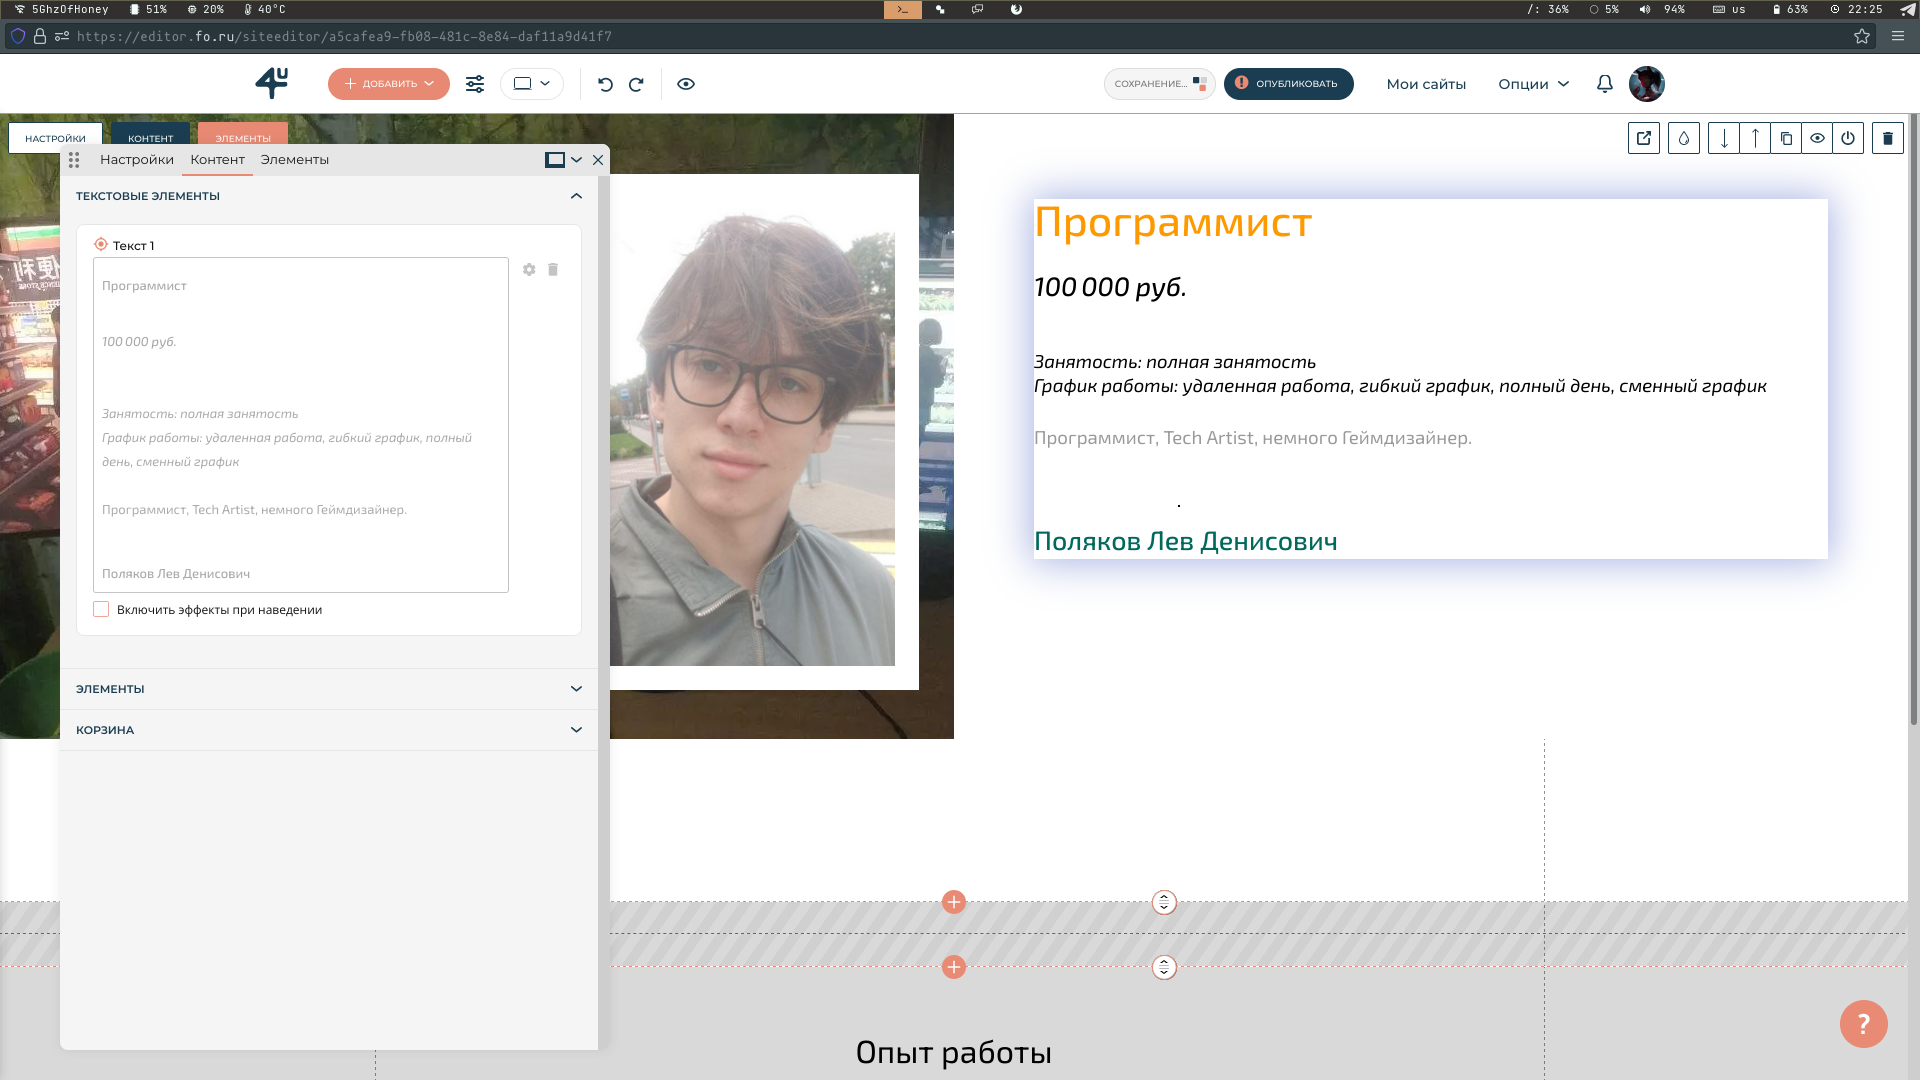 5GhzOfHoney 51% 20% 40°C
/: 36% 5% 94% us 63% 22:25
https://editor.fo.ru/siteeditor/a5cafea9-fb08-481c-8e84-daf11a9d41f7
4u ДОБАВИТЬ СОХРАНЕНИЕ... ОПУБЛИКОВАТЬ Мои сайты Опции
НАСТРОЙКИ КОНТЕНТ ЭЛЕМЕНТЫ
Настройки Контент Элементы
ТЕКСТОВЫЕ ЭЛЕМЕНТЫ
Текст 1
Программист
100 000 руб.
Занятость: полная занятость
График работы: удаленная работа, гибкий график, полный
день, сменный график
Программист, Tech Artist, немного Геймдизайнер.
Поляков Лев Денисович
Включить эффекты при наведении
ЭЛЕМЕНТЫ
КОРЗИНА
便利
Программист
100 000 руб.
Занятость: полная занятость
График работы: удаленная работа, гибкий график, полный день, сменный график
Программист, Tech Artist, немного Геймдизайнер.
.
Поляков Лев Денисович
Опыт работы
?